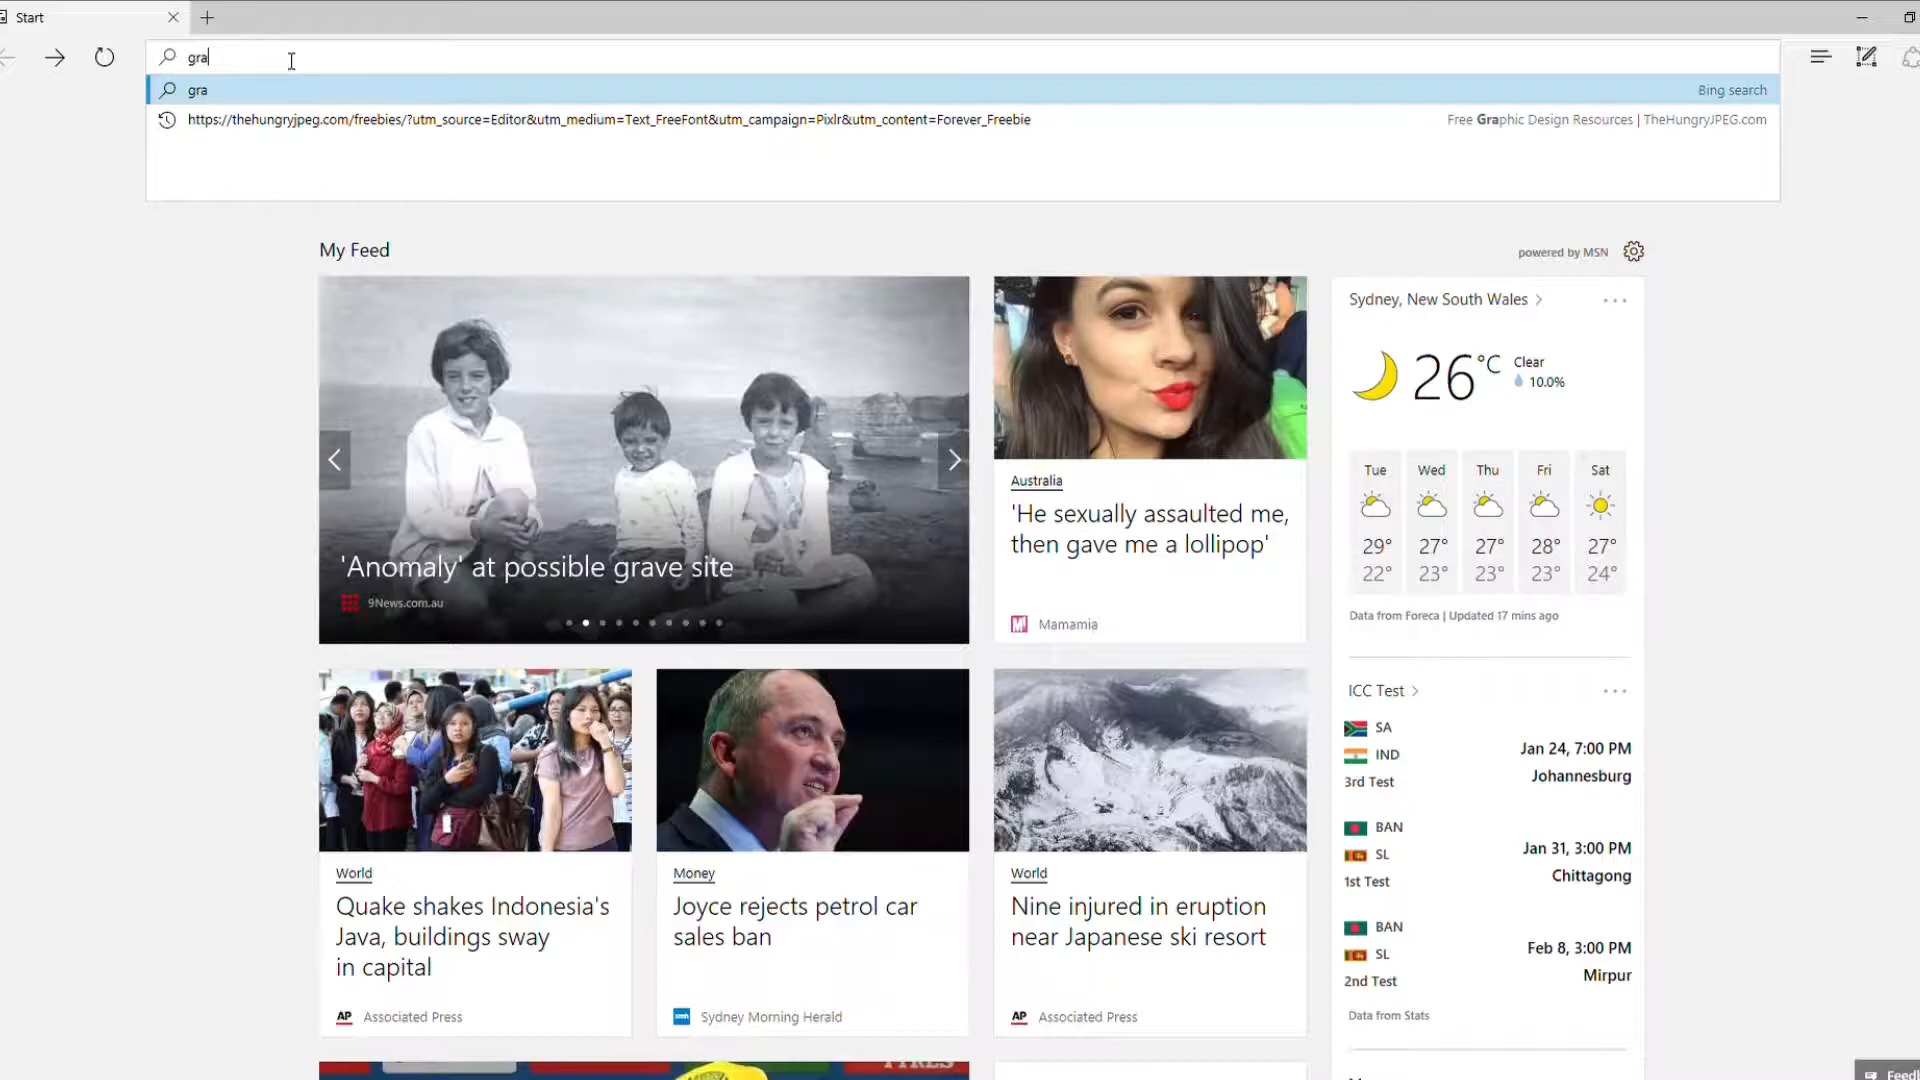 Start
gra
gra
Bing search
https://thehungryjpeg.com/freebies/?utm_source=Editor&utm_medium=Text_FreeFont&utm_campaign=Pixlr&utm_content=Forever_Freebie
Free Graphic Design Resources | TheHungryJPEG.com
My Feed
powered by MSN
'Anomaly' at possible grave site
9News.com.au
Australia
'He sexually assaulted me,
then gave me a lollipop'
Mamamia
Sydney, New South Wales
26°C
Clear
10.0%
Tue Wed Thu Fri Sat
29° 27° 27° 28° 27°
22° 23° 23° 23° 24°
Data from Foreca | Updated 17 mins ago
ICC Test
SA
IND
3rd Test
Jan 24, 7:00 PM
Johannesburg
BAN
SL
1st Test
Jan 31, 3:00 PM
Chittagong
BAN
SL
2nd Test
Feb 8, 3:00 PM
Mirpur
Data from Stats
World
Quake shakes Indonesia's
Java, buildings sway
in capital
AP Associated Press
Money
Joyce rejects petrol car
sales ban
smh Sydney Morning Herald
World
Nine injured in eruption
near Japanese ski resort
AP Associated Press